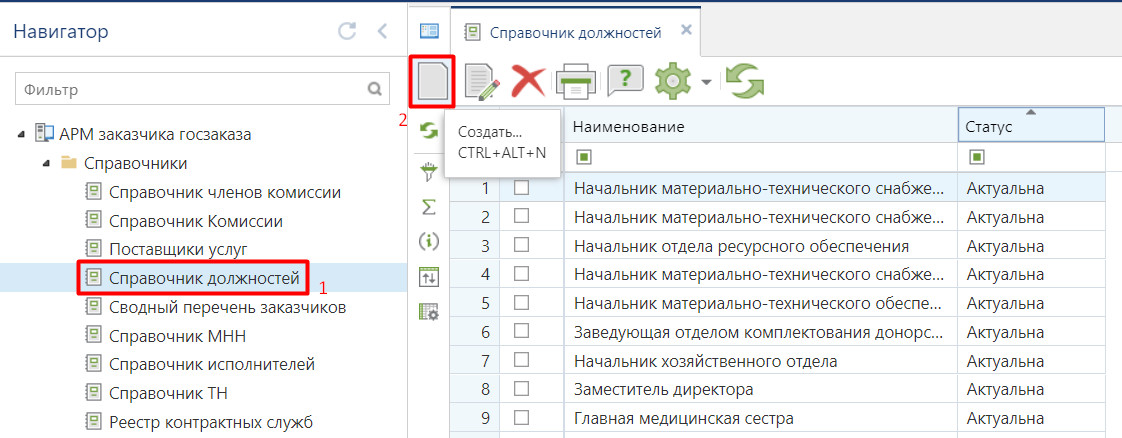 Навигатор
Фильтр
АРМ заказчика госзаказа
Справочники
Справочник членов комиссии
Справочник Комиссии
Поставщики услуг
Справочник должностей
1
Сводный перечень заказчиков
Справочник МНН
Справочник исполнителей
Справочник ТН
Реестр контрактных служб
Справочник должностей
2
Создать...
CTRL+ALT+N
Наименование Статус
1 Начальник материально-технического снабже... Актуальна
2 Начальник материально-технического снабже... Актуальна
3 Начальник отдела ресурсного обеспечения Актуальна
4 Начальник материально-технического снабже... Актуальна
5 Начальник материально-технического обеспе... Актуальна
6 Заведующая отделом комплектования донорс... Актуальна
7 Начальник хозяйственного отдела Актуальна
8 Заместитель директора Актуальна
9 Главная медицинская сестра Актуальна